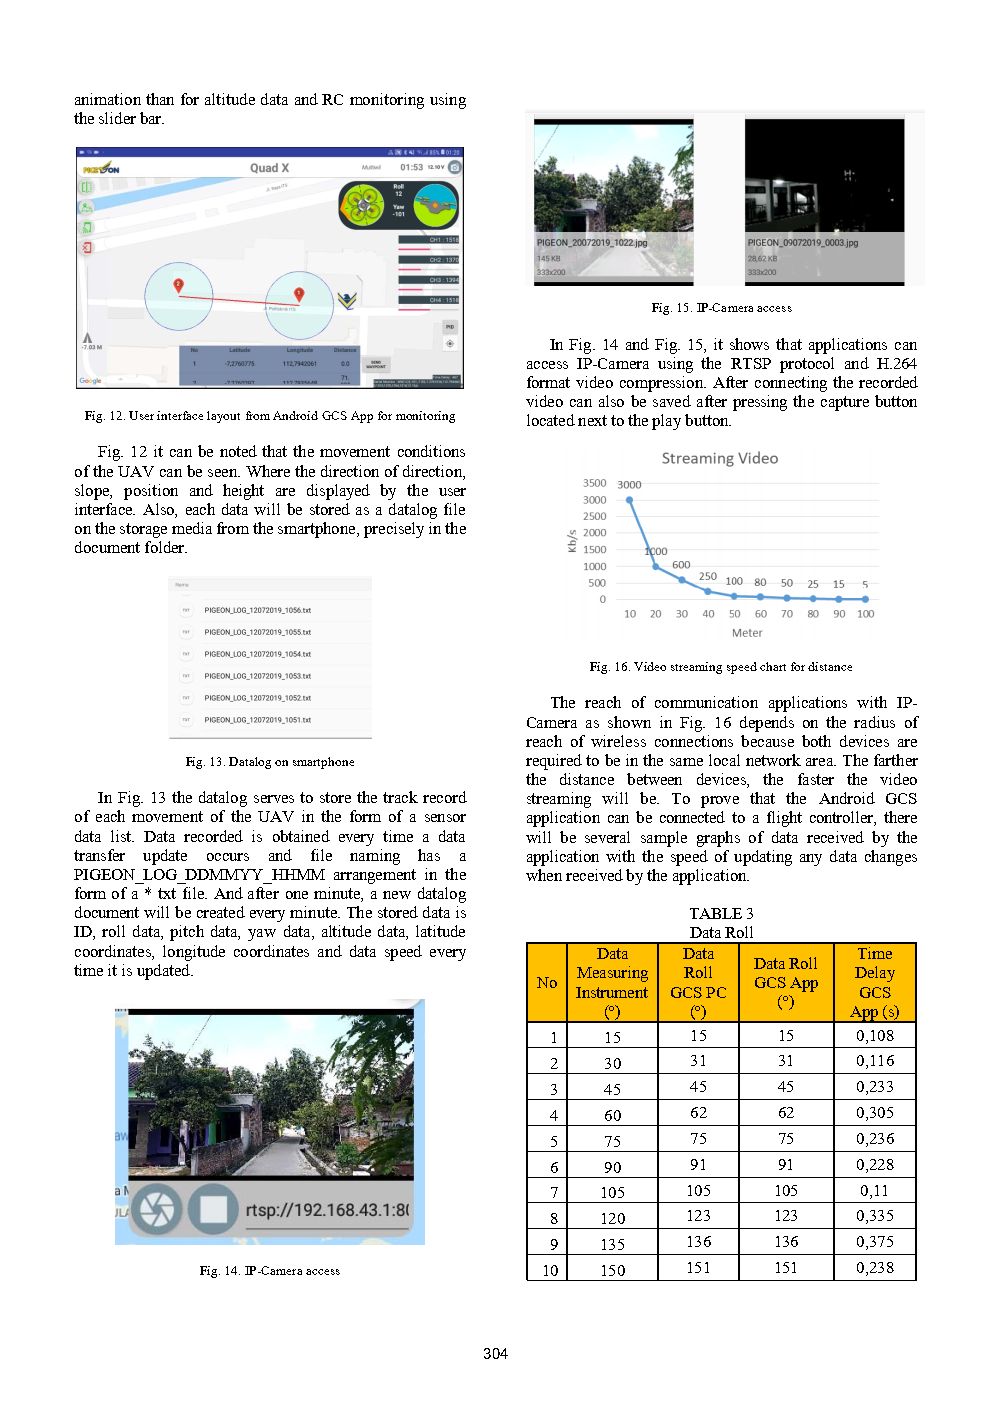 animation than for altitude data and RC monitoring using
the slider bar.
PIGEON
Quad X
01:53
12.10 V
Roll
12
Yaw
-101
CH1 : 1518
CH2 : 1370
CH3 : 1394
CH4 : 1518
2
1
PID
-7.03 M
No Latitude Longitude Distance
1 -7,2760775 112,7942061 0.0
SEND
WAYPOINT
Google
Fig. 12. User interface layout from Android GCS App for monitoring
Fig. 12 it can be noted that the movement conditions
of the UAV can be seen. Where the direction of direction,
slope, position and height are displayed by the user
interface. Also, each data will be stored as a datalog file
on the storage media from the smartphone, precisely in the
document folder.
Name
TXT PIGEON_LOG_12072019_1056.txt
TXT PIGEON_LOG_12072019_1055.txt
TXT PIGEON_LOG_12072019_1054.txt
TXT PIGEON_LOG_12072019_1053.txt
TXT PIGEON_LOG_12072019_1052.txt
TXT PIGEON_LOG_12072019_1051.txt
Fig. 13. Datalog on smartphone
In Fig. 13 the datalog serves to store the track record
of each movement of the UAV in the form of a sensor
data list. Data recorded is obtained every time a data
transfer update occurs and file naming has a
PIGEON_LOG_DDMMYY_HHMM arrangement in the
form of a * txt file. And after one minute, a new datalog
document will be created every minute. The stored data is
ID, roll data, pitch data, yaw data, altitude data, latitude
coordinates, longitude coordinates and data speed every
time it is updated.
rtsp://192.168.43.1:80
Fig. 14. IP-Camera access
PIGEON_20072019_1022.jpg
145 KB
333x200
PIGEON_09072019_0003.jpg
28,62 KB
333x200
Fig. 15. IP-Camera access
In Fig. 14 and Fig. 15, it shows that applications can
access IP-Camera using the RTSP protocol and H.264
format video compression. After connecting the recorded
video can also be saved after pressing the capture button
located next to the play button.
Streaming Video
Kb/s
3500
3000
2500
2000
1500
1000
500
0
3000
1000
600
250
100
80
50
25
15
5
10 20 30 40 50 60 70 80 90 100
Meter
Fig. 16. Video streaming speed chart for distance
The reach of communication applications with IP-
Camera as shown in Fig. 16 depends on the radius of
reach of wireless connections because both devices are
required to be in the same local network area. The farther
the distance between devices, the faster the video
streaming will be. To prove that the Android GCS
application can be connected to a flight controller, there
will be several sample graphs of data received by the
application with the speed of updating any data changes
when received by the application.
TABLE 3
Data Roll
No
Data
Measuring
Instrument
(°)
Data
Roll
GCS PC
(°)
Data Roll
GCS App
(°)
Time
Delay
GCS
App (s)
1 15 15 15 0,108
2 30 31 31 0,116
3 45 45 45 0,233
4 60 62 62 0,305
5 75 75 75 0,236
6 90 91 91 0,228
7 105 105 105 0,11
8 120 123 123 0,335
9 135 136 136 0,375
10 150 151 151 0,238
304